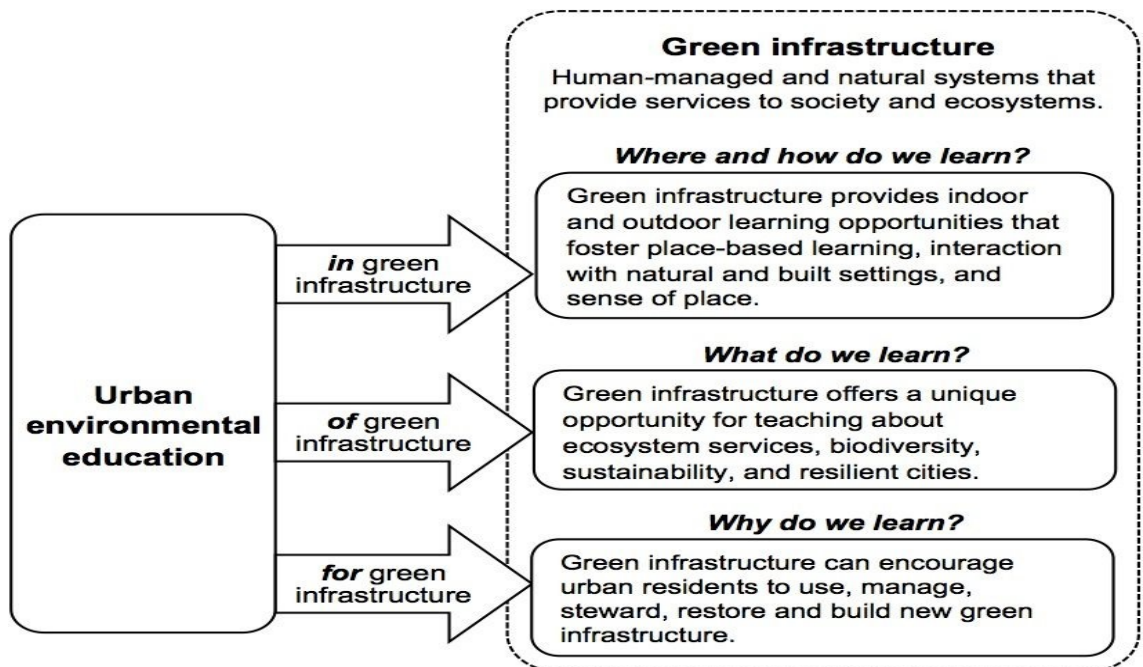 Green infrastructure
Human-managed and natural systems that
provide services to society and ecosystems.
Where and how do we learn?
Green infrastructure provides indoor
and outdoor learning opportunities that
foster place-based learning, interaction
with natural and built settings, and
sense of place.
in green
infrastructure
What do we learn?
Green infrastructure offers a unique
opportunity for teaching about
ecosystem services, biodiversity,
sustainability, and resilient cities.
Urban
environmental
education
of green
infrastructure
Why do we learn?
Green infrastructure can encourage
urban residents to use, manage,
steward, restore and build new green
infrastructure.
for green
infrastructure